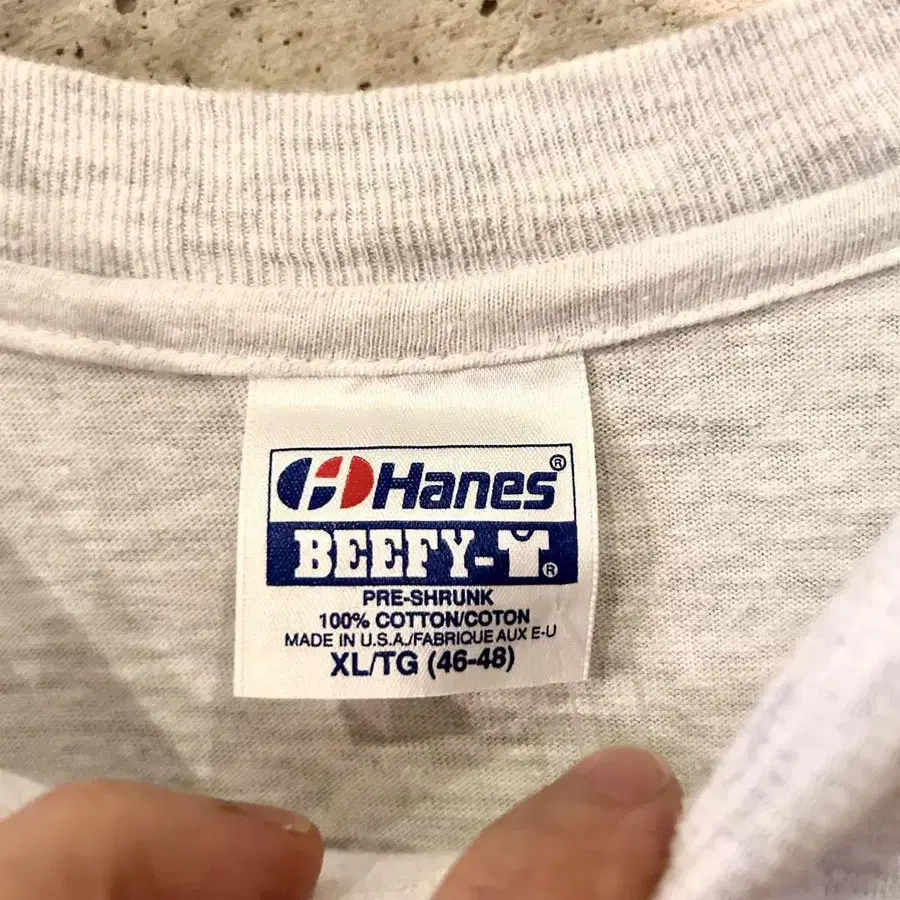 Hanes®
BEEFY-T®
PRE-SHRUNK
100% COTTON/COTON
MADE IN U.S.A./FABRIQUE AUX E-U
XL/TG (46-48)